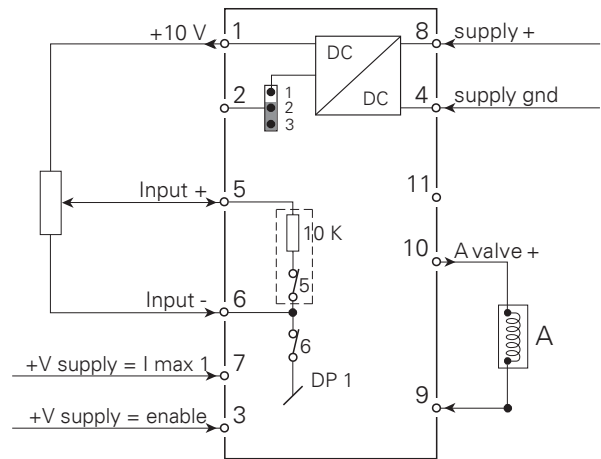 +10 V
1
8
supply +
DC
2
1
2
3
DC
4
supply gnd
Input +
5
11
10 K
10
A valve +
5
Input -
6
6
A
+V supply = I max 1
7
DP 1
9
+V supply = enable
3